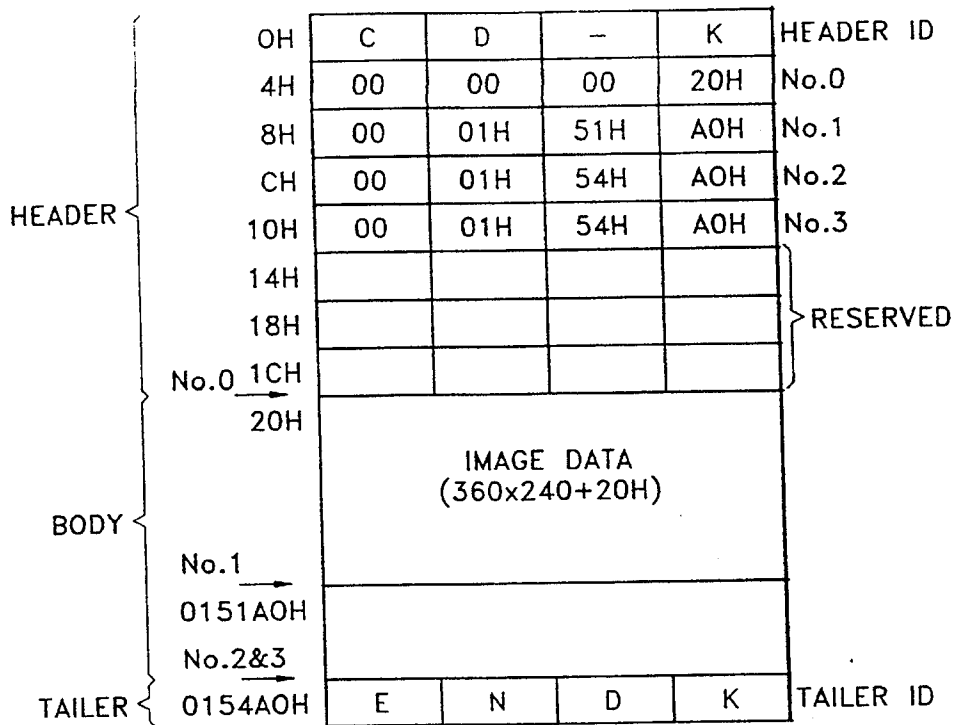 0H C D - K HEADER ID
4H 00 00 00 20H No.0
8H 00 01H 51H A0H No.1
CH 00 01H 54H A0H No.2
HEADER
10H 00 01H 54H A0H No.3
14H
18H
RESERVED
No.0 1CH
20H
IMAGE DATA
(360x240+20H)
BODY
No.1
0151A0H
No.2&3
TAILER 0154A0H E N D K TAILER ID